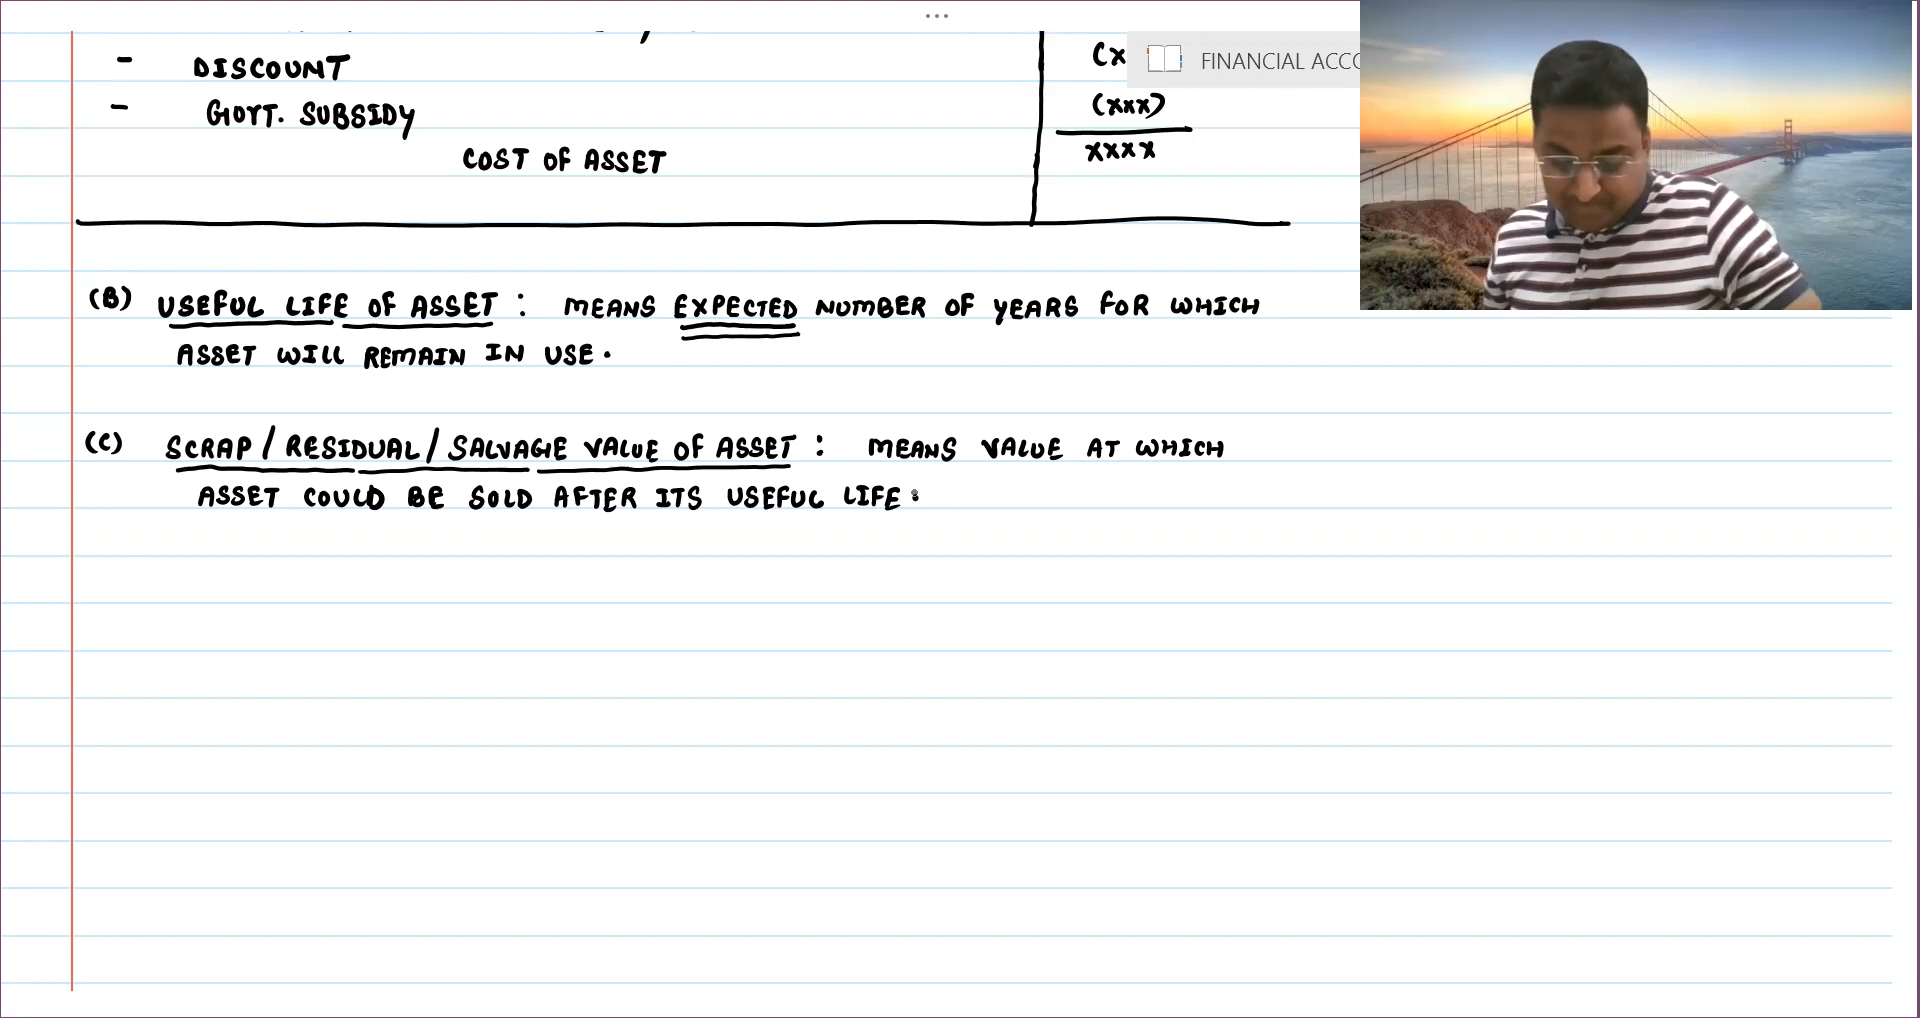 - DISCOUNT (x
FINANCIAL ACCO
- GOVT. SUBSIDY (xxx)
COST OF ASSET xxxx
(B) USEFUL LIFE OF ASSET : MEANS EXPECTED NUMBER OF YEARS FOR WHICH
ASSET WILL REMAIN IN USE.
(C) SCRAP / RESIDUAL / SALVAGE VALUE OF ASSET : MEANS VALUE AT WHICH
ASSET COULD BE SOLD AFTER ITS USEFUL LIFE.